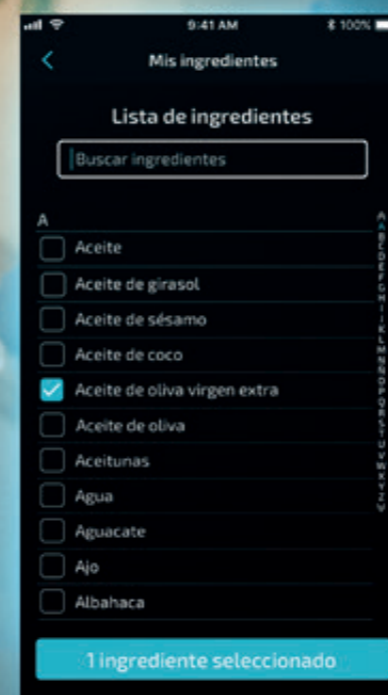 9:41 AM
100%
Mis ingredientes
Lista de ingredientes
Buscar ingredientes
A
Aceite
Aceite de girasol
Aceite de sésamo
Aceite de coco
Aceite de oliva virgen extra
Aceite de oliva
Aceitunas
Agua
Aguacate
Ajo
Albahaca
1 ingrediente seleccionado